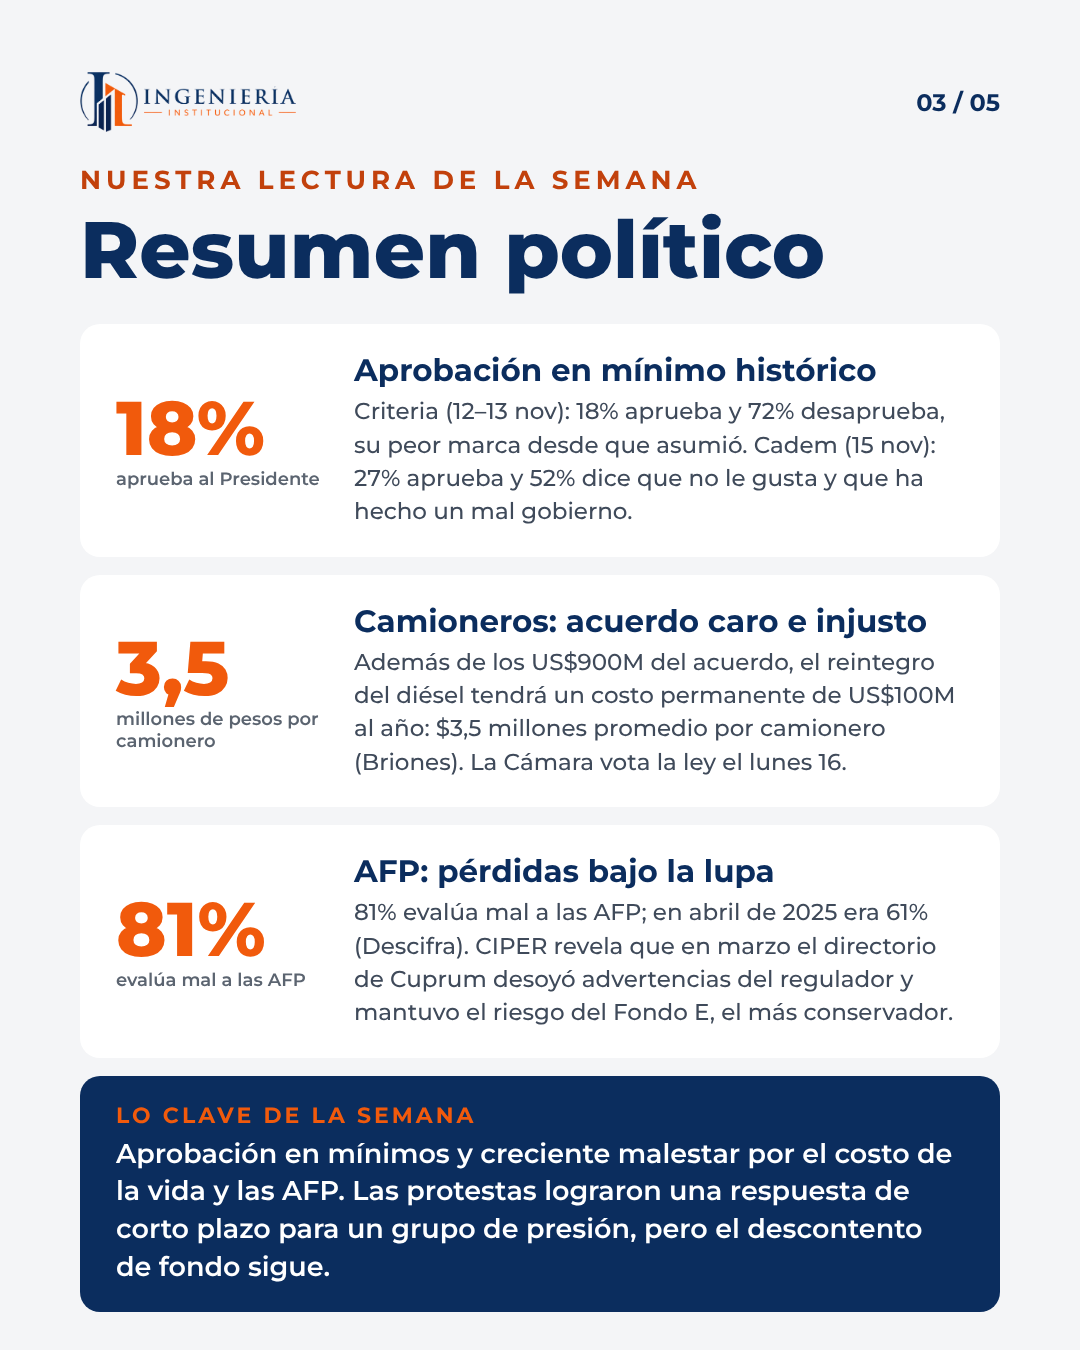 INGENIERIA
INSTITUCIONAL
03 / 05
NUESTRA LECTURA DE LA SEMANA
Resumen político
18%
aprueba al Presidente
Aprobación en mínimo histórico
Criteria (12–13 nov): 18% aprueba y 72% desaprueba,
su peor marca desde que asumió. Cadem (15 nov):
27% aprueba y 52% dice que no le gusta y que ha
hecho un mal gobierno.
3,5
millones de pesos por
camionero
Camioneros: acuerdo caro e injusto
Además de los US$900M del acuerdo, el reintegro
del diésel tendrá un costo permanente de US$100M
al año: $3,5 millones promedio por camionero
(Briones). La Cámara vota la ley el lunes 16.
81%
evalúa mal a las AFP
AFP: pérdidas bajo la lupa
81% evalúa mal a las AFP; en abril de 2025 era 61%
(Descifra). CIPER revela que en marzo el directorio
de Cuprum desoyó advertencias del regulador y
mantuvo el riesgo del Fondo E, el más conservador.
LO CLAVE DE LA SEMANA
Aprobación en mínimos y creciente malestar por el costo de
la vida y las AFP. Las protestas lograron una respuesta de
corto plazo para un grupo de presión, pero el descontento
de fondo sigue.